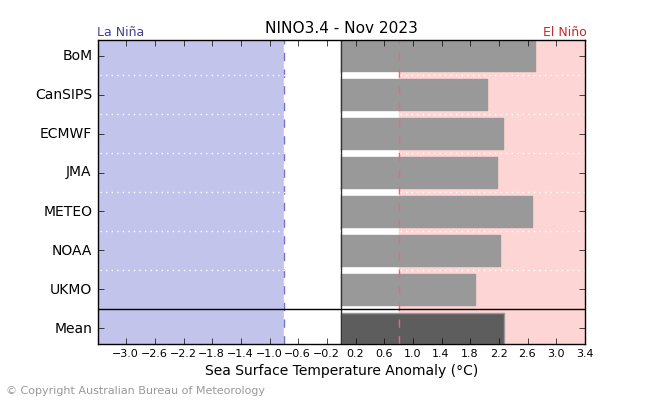 NINO3.4 - Nov 2023
La Niña
El Niño
BoM
CanSIPS
ECMWF
JMA
METEO
NOAA
UKMO
Mean
−3.0 −2.6 −2.2 −1.8 −1.4 −1.0 −0.6 −0.2 0.2 0.6 1.0 1.4 1.8 2.2 2.6 3.0 3.4
Sea Surface Temperature Anomaly (°C)
© Copyright Australian Bureau of Meteorology